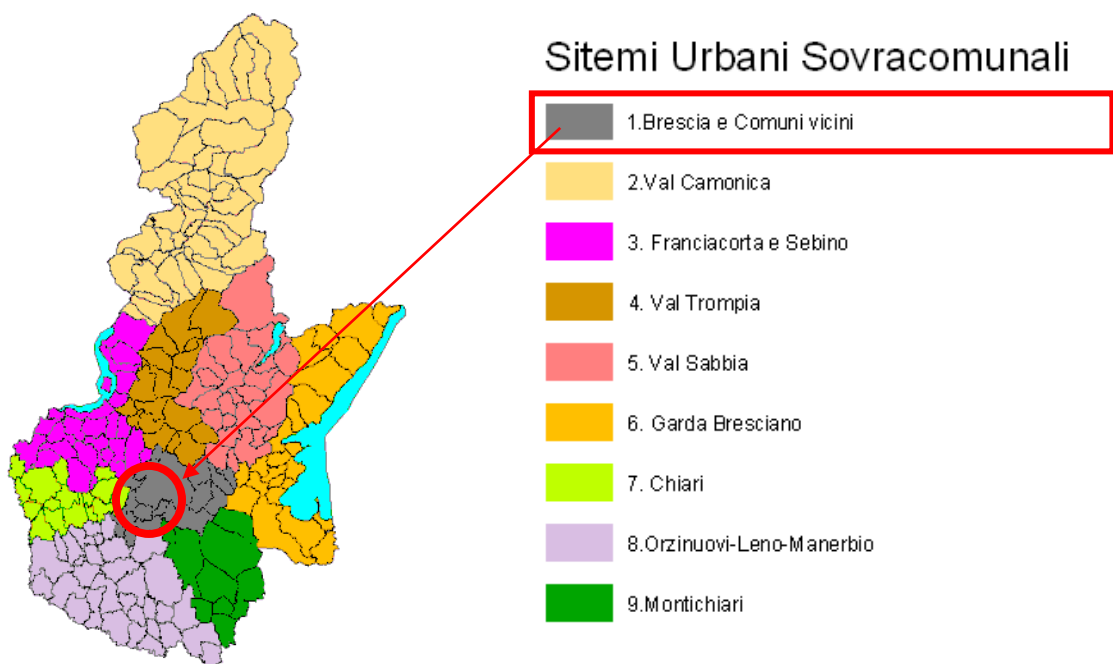 Sitemi Urbani Sovracomunali
1.Brescia e Comuni vicini
2.Val Camonica
3. Franciacorta e Sebino
4. Val Trompia
5. Val Sabbia
6. Garda Bresciano
7. Chiari
8.Orzinuovi-Leno-Manerbio
9.Montichiari